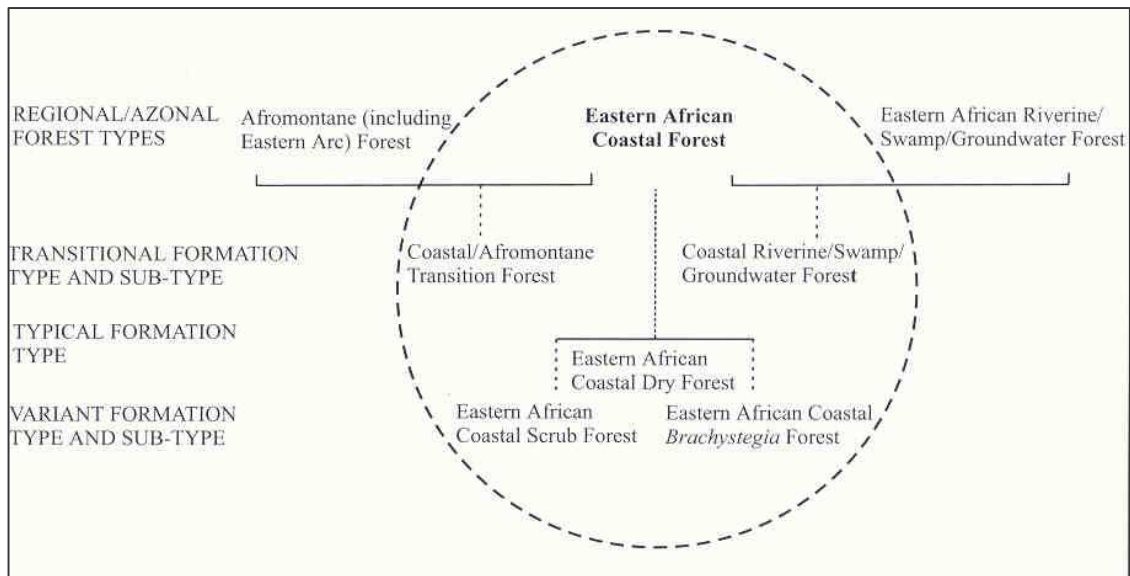 REGIONAL/AZONAL
FOREST TYPES
Afromontane (including
Eastern Arc) Forest
Eastern African
Coastal Forest
Eastern African Riverine/
Swamp/Groundwater Forest
TRANSITIONAL FORMATION
TYPE AND SUB-TYPE
Coastal/Afromontane
Transition Forest
Coastal Riverine/Swamp/
Groundwater Forest
TYPICAL FORMATION
TYPE
Eastern African
Coastal Dry Forest
VARIANT FORMATION
TYPE AND SUB-TYPE
Eastern African
Coastal Scrub Forest
Eastern African Coastal
Brachystegia Forest